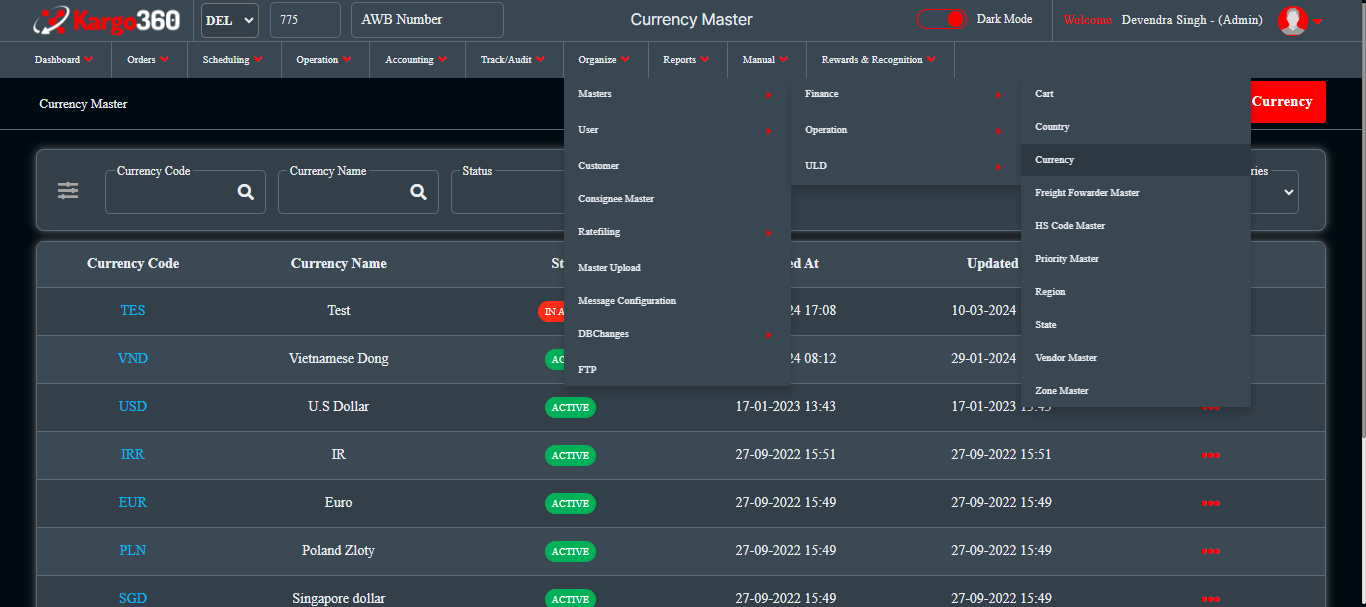 Kargo360
DEL
775
AWB Number
Currency Master
Dark Mode
Welcome Devendra Singh - (Admin)
Dashboard
Orders
Scheduling
Operation
Accounting
Track/Audit
Organize
Reports
Manual
Rewards & Recognition
Currency Master
Currency
Masters
User
Customer
Consignee Master
Ratefiling
Master Upload
Message Configuration
DBChanges
FTP
Finance
Operation
ULD
Cart
Country
Currency
Freight Fowarder Master
HS Code Master
Priority Master
Region
State
Vendor Master
Zone Master
Currency Code
Currency Name
Status
Currency Code Currency Name At Updated
TES Test 17:08 10-03-2024
VND Vietnamese Dong 08:12 29-01-2024
USD U.S Dollar ACTIVE 17-01-2023 13:43 17-01-2023 13:43
IRR IR ACTIVE 27-09-2022 15:51 27-09-2022 15:51
EUR Euro ACTIVE 27-09-2022 15:49 27-09-2022 15:49
PLN Poland Zloty ACTIVE 27-09-2022 15:49 27-09-2022 15:49
SGD Singapore dollar ACTIVE 27-09-2022 15:49 27-09-2022 15:49